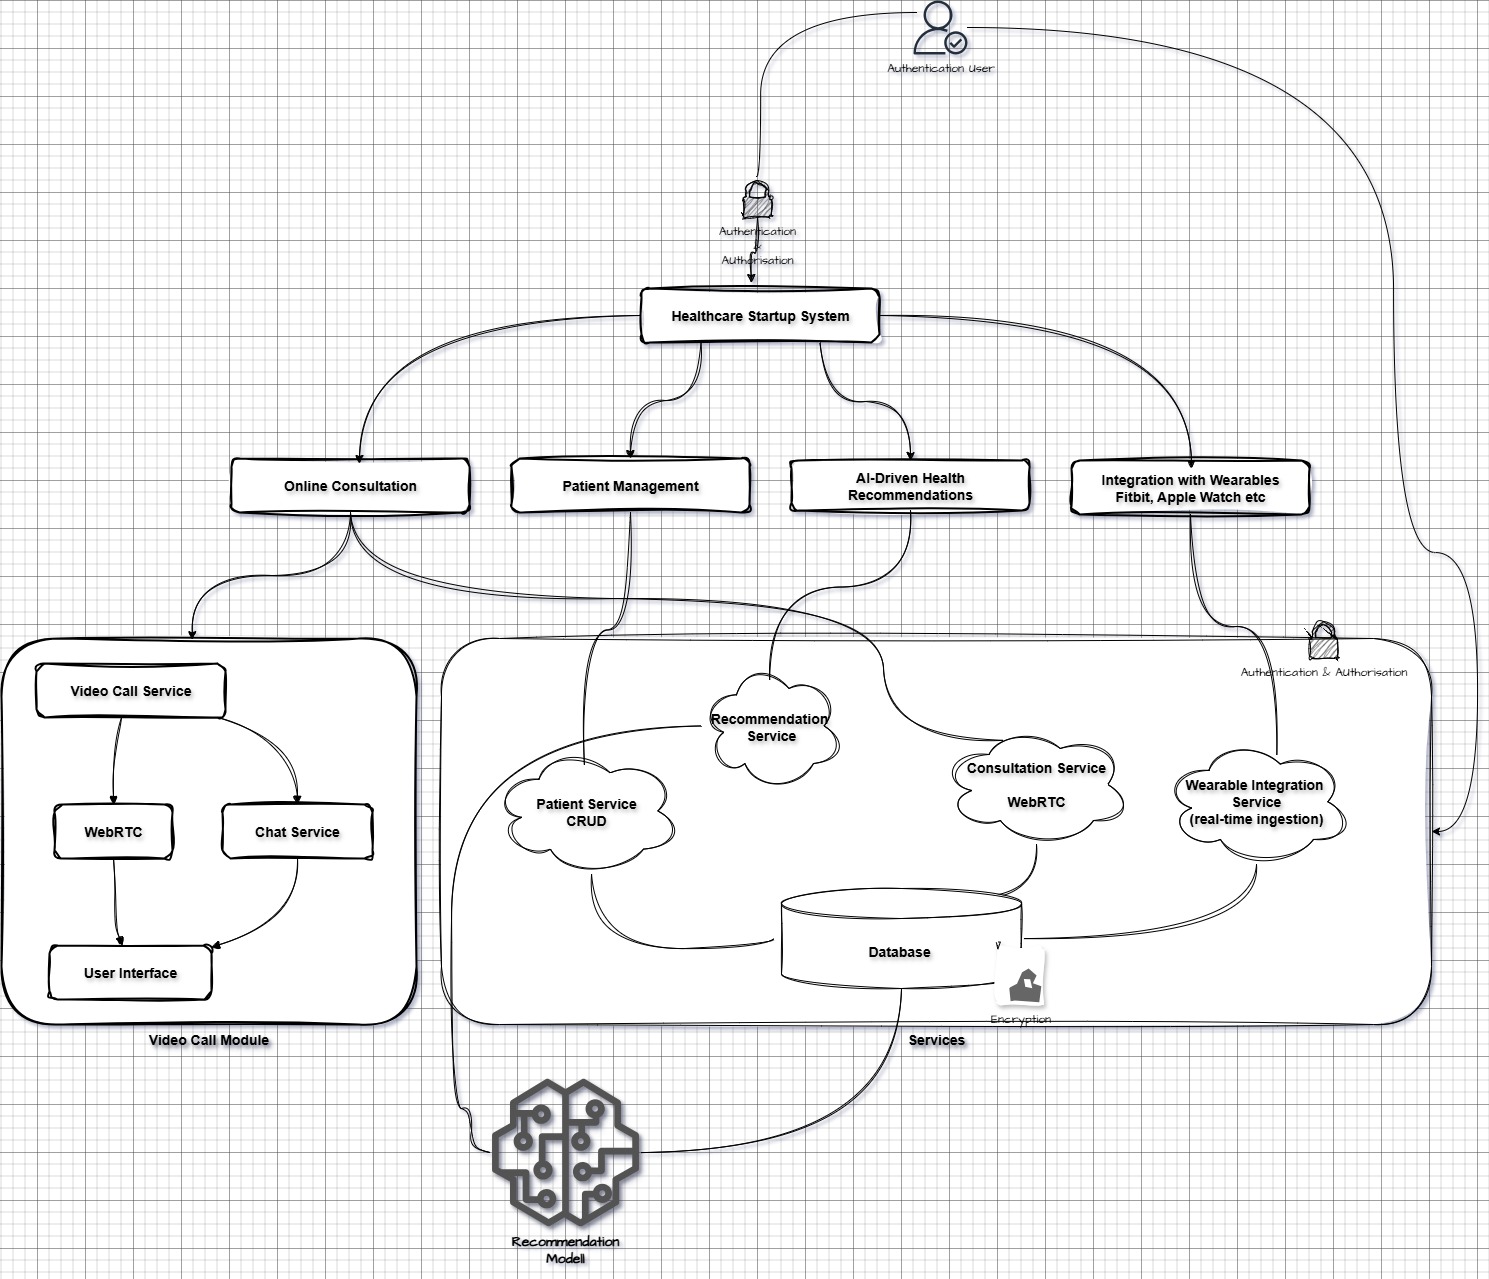 Authentication User
Authentication
&
AUthorisation
Healthcare Startup System
Online Consultation
Patient Management
AI-Driven Health
Recommendations
Integration with Wearables
Fitbit, Apple Watch etc
Authentication & AUthorisation
Video Call Service
WebRTC
Chat Service
User Interface
Video Call Module
Recommendation
Service
Patient Service
CRUD
Consultation Service
WebRTC
Wearable Integration
Service
(real-time ingestion)
Database
Encryption
Services
Recommendation
Modell